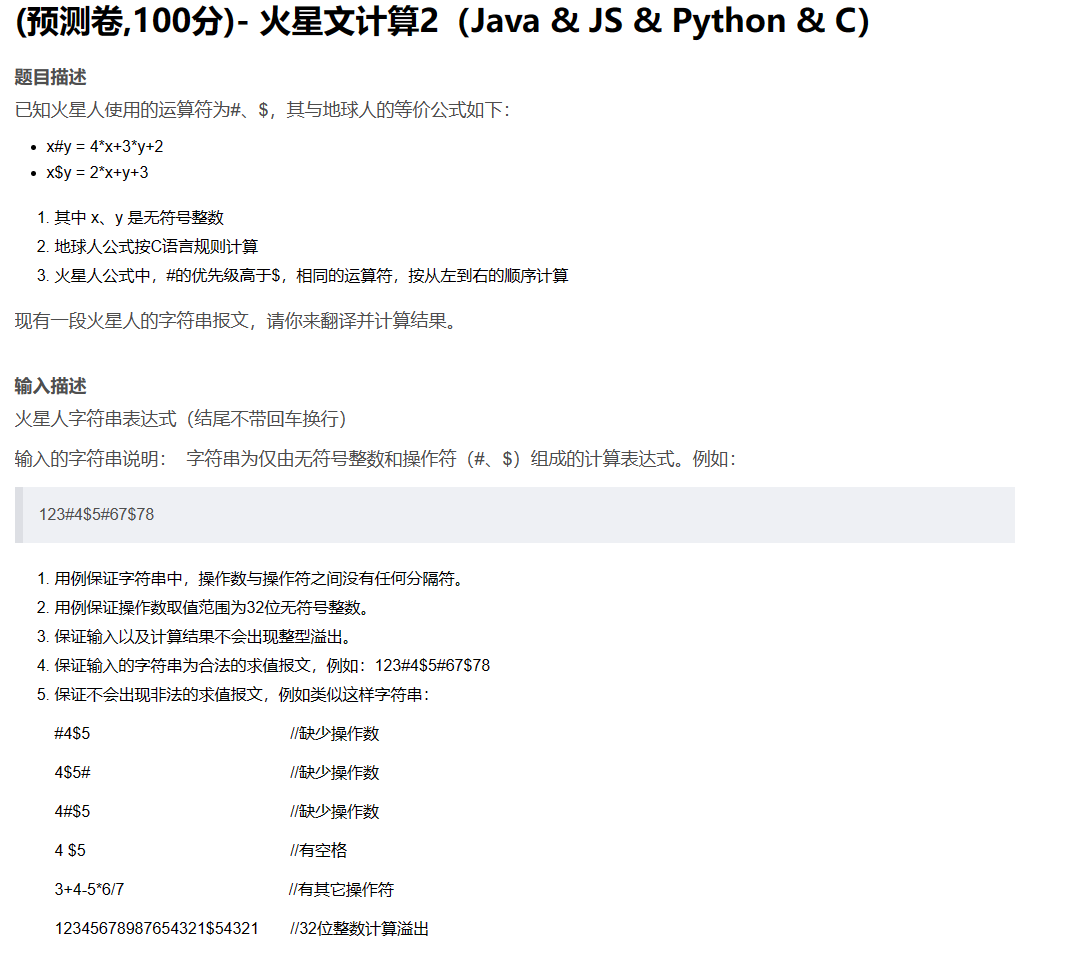 (预测卷,100分)- 火星文计算2（Java & JS & Python & C）
题目描述
已知火星人使用的运算符为#、$，其与地球人的等价公式如下：
• x#y = 4*x+3*y+2
• x$y = 2*x+y+3
1. 其中 x、y 是无符号整数
2. 地球人公式按C语言规则计算
3. 火星人公式中，#的优先级高于$，相同的运算符，按从左到右的顺序计算
现有一段火星人的字符串报文，请你来翻译并计算结果。
输入描述
火星人字符串表达式（结尾不带回车换行）
输入的字符串说明： 字符串为仅由无符号整数和操作符（#、$）组成的计算表达式。例如：
123#4$5#67$78
1. 用例保证字符串中，操作数与操作符之间没有任何分隔符。
2. 用例保证操作数取值范围为32位无符号整数。
3. 保证输入以及计算结果不会出现整型溢出。
4. 保证输入的字符串为合法的求值报文，例如：123#4$5#67$78
5. 保证不会出现非法的求值报文，例如类似这样字符串：
#4$5 //缺少操作数
4$5# //缺少操作数
4#$5 //缺少操作数
4 $5 //有空格
3+4-5*6/7 //有其它操作符
12345678987654321$54321 //32位整数计算溢出